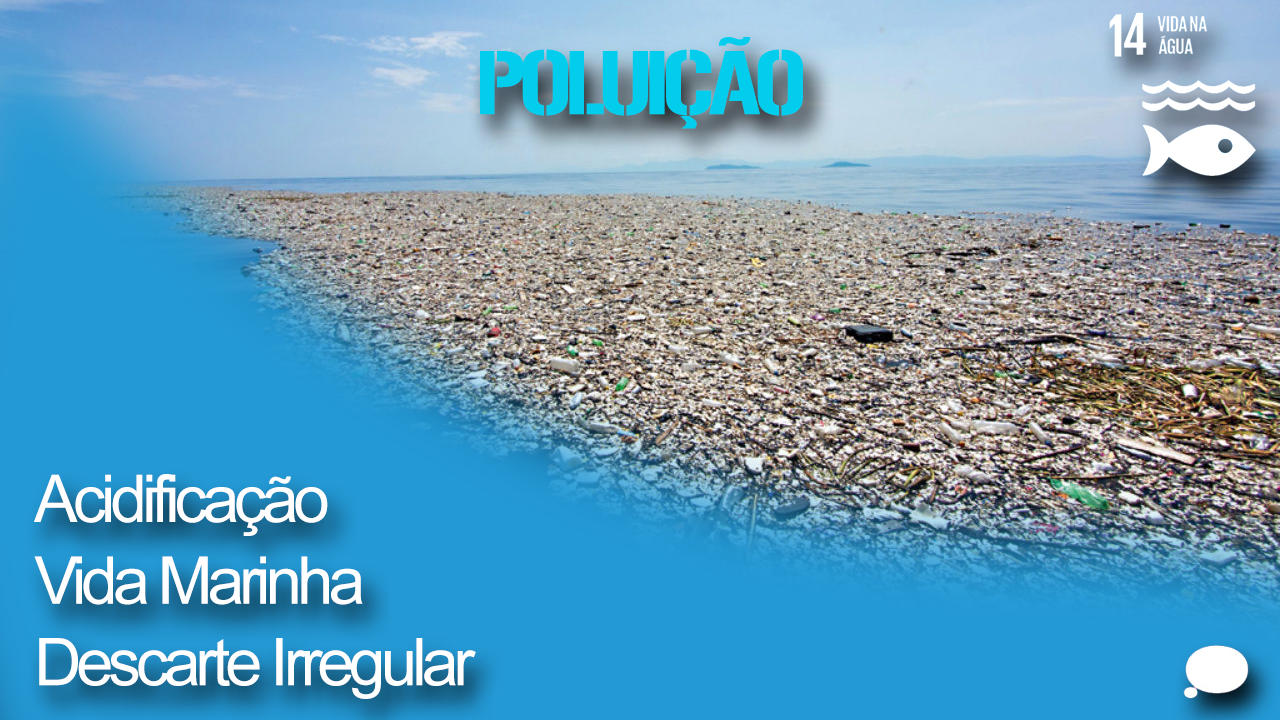 POLUIÇÃO
14 VIDA NA
ÁGUA
Acidificação
Vida Marinha
Descarte Irregular